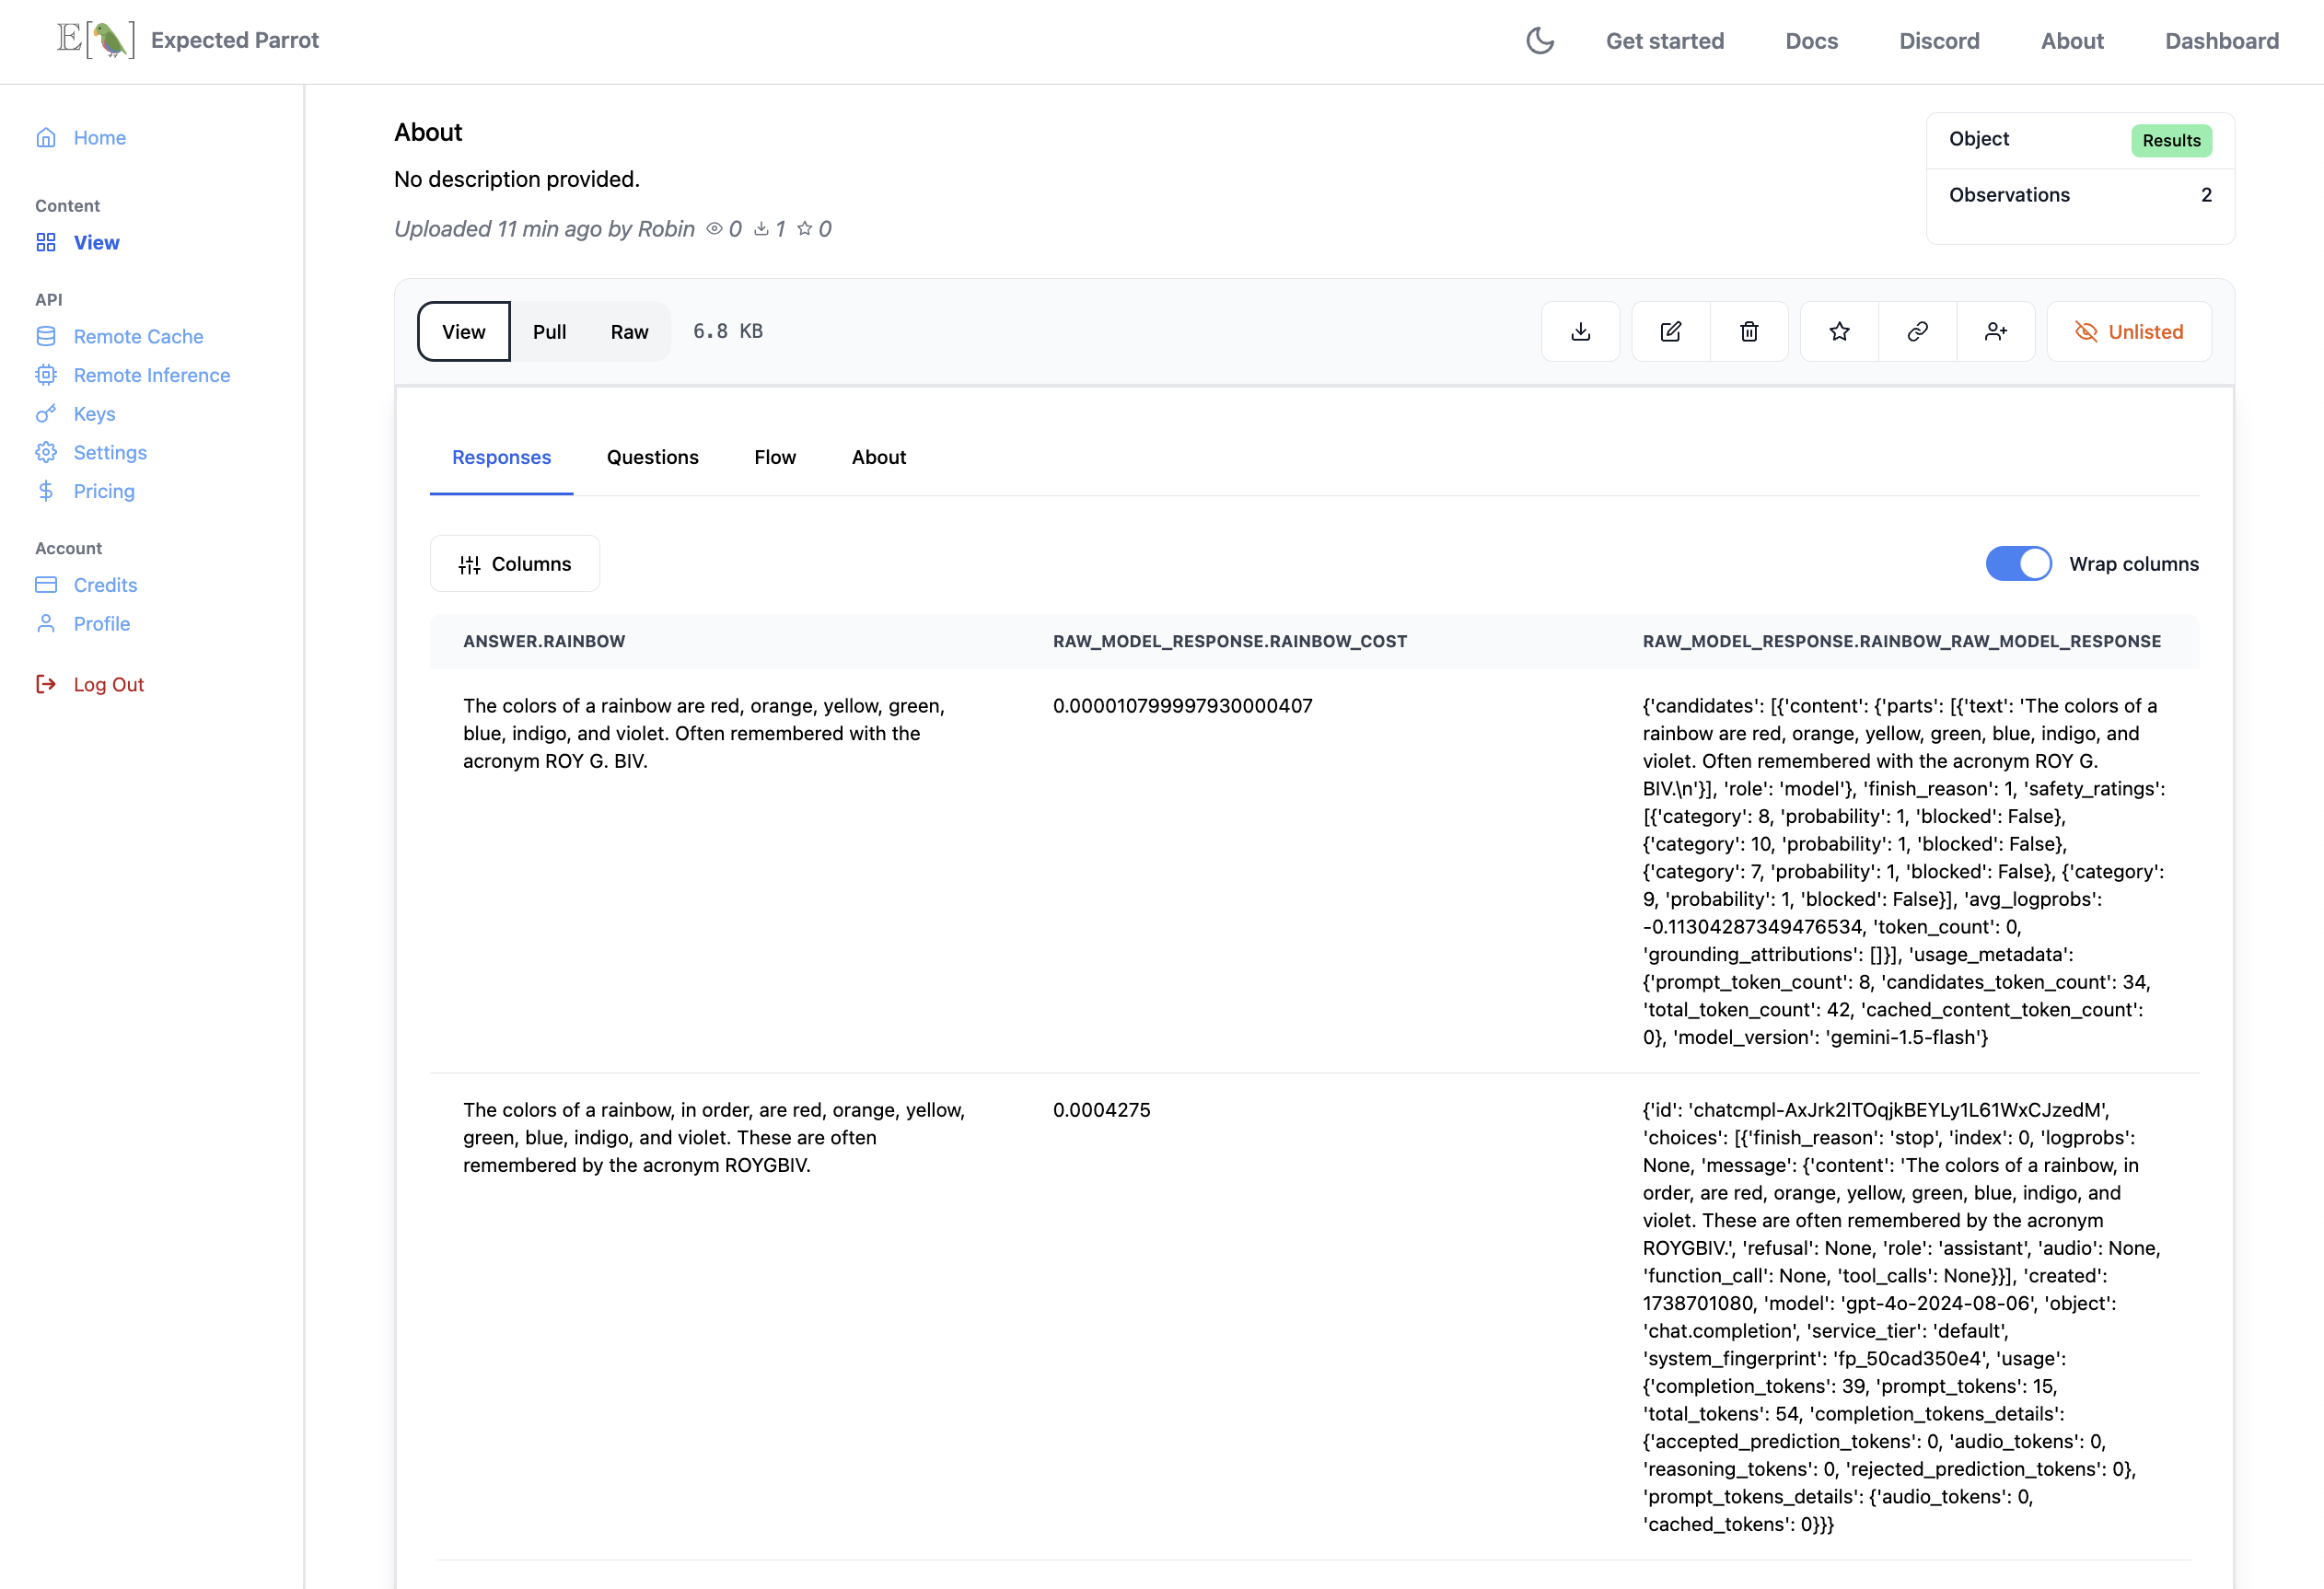 E[ ] Expected Parrot
Get started
Docs
Discord
About
Dashboard
Home
Content
View
API
Remote Cache
Remote Inference
Keys
Settings
Pricing
Account
Credits
Profile
Log Out
About
No description provided.
Uploaded 11 min ago by Robin 0 1 0
Object Results
Observations 2
View Pull Raw 6.8 KB
Unlisted
Responses Questions Flow About
Columns
Wrap columns
ANSWER.RAINBOW RAW_MODEL_RESPONSE.RAINBOW_COST RAW_MODEL_RESPONSE.RAINBOW_RAW_MODEL_RESPONSE
The colors of a rainbow are red, orange, yellow, green,
blue, indigo, and violet. Often remembered with the
acronym ROY G. BIV.
0.000010799997930000407
{'candidates': [{'content': {'parts': [{'text': 'The colors of a
rainbow are red, orange, yellow, green, blue, indigo, and
violet. Often remembered with the acronym ROY G.
BIV.\n'}], 'role': 'model'}, 'finish_reason': 1, 'safety_ratings':
[{'category': 8, 'probability': 1, 'blocked': False},
{'category': 10, 'probability': 1, 'blocked': False},
{'category': 7, 'probability': 1, 'blocked': False}, {'category':
9, 'probability': 1, 'blocked': False}], 'avg_logprobs':
-0.11304287349476534, 'token_count': 0,
'grounding_attributions': []}], 'usage_metadata':
{'prompt_token_count': 8, 'candidates_token_count': 34,
'total_token_count': 42, 'cached_content_token_count':
0}, 'model_version': 'gemini-1.5-flash'}
The colors of a rainbow, in order, are red, orange, yellow,
green, blue, indigo, and violet. These are often
remembered by the acronym ROYGBIV.
0.0004275
{'id': 'chatcmpl-AxJrk2lTOqjkBEYLy1L61WxCJzedM',
'choices': [{'finish_reason': 'stop', 'index': 0, 'logprobs':
None, 'message': {'content': 'The colors of a rainbow, in
order, are red, orange, yellow, green, blue, indigo, and
violet. These are often remembered by the acronym
ROYGBIV.', 'refusal': None, 'role': 'assistant', 'audio': None,
'function_call': None, 'tool_calls': None}}], 'created':
1738701080, 'model': 'gpt-4o-2024-08-06', 'object':
'chat.completion', 'service_tier': 'default',
'system_fingerprint': 'fp_50cad350e4', 'usage':
{'completion_tokens': 39, 'prompt_tokens': 15,
'total_tokens': 54, 'completion_tokens_details':
{'accepted_prediction_tokens': 0, 'audio_tokens': 0,
'reasoning_tokens': 0, 'rejected_prediction_tokens': 0},
'prompt_tokens_details': {'audio_tokens': 0,
'cached_tokens': 0}}}